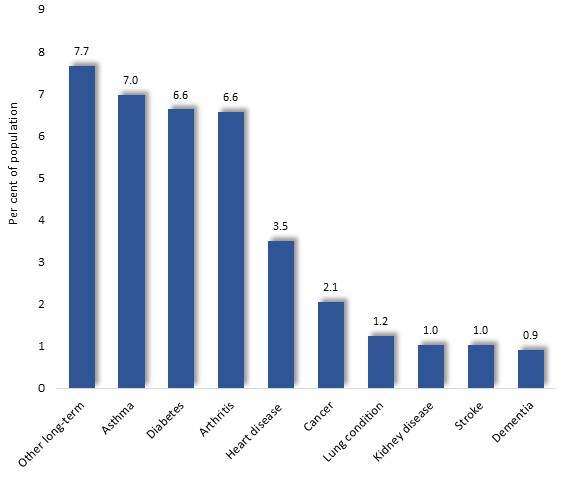 9
8
7
6
5
4
3
2
1
0
Per cent of population
7.7
7.0
6.6
6.6
3.5
2.1
1.2
1.0
1.0
0.9
Other long-term
Asthma
Diabetes
Arthritis
Heart disease
Cancer
Lung condition
Kidney disease
Stroke
Dementia